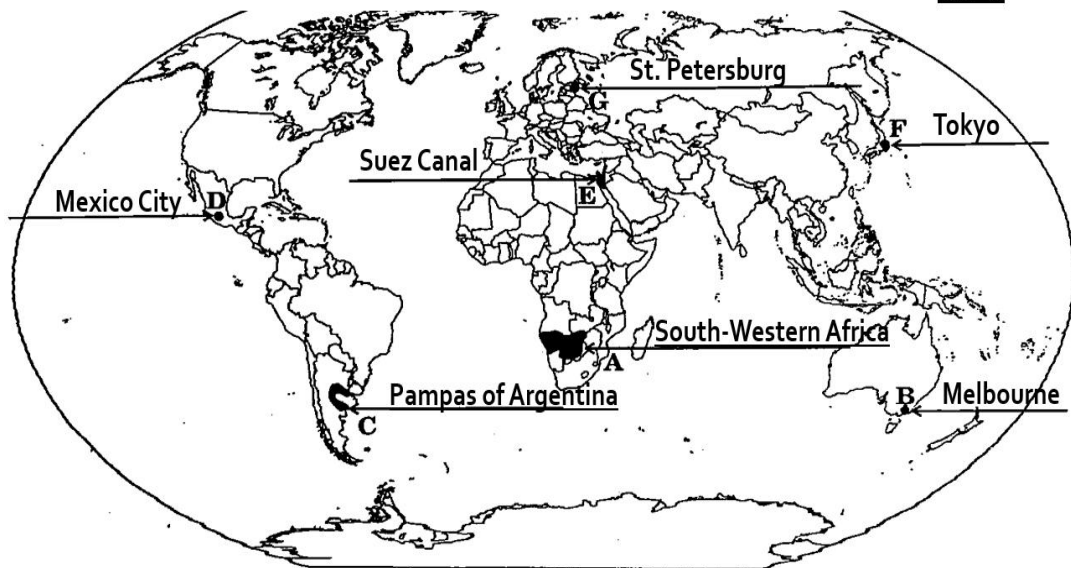 St. Petersburg
G
F
Tokyo
Suez Canal
E
Mexico City
D
South-Western Africa
A
Pampas of Argentina
C
B
Melbourne